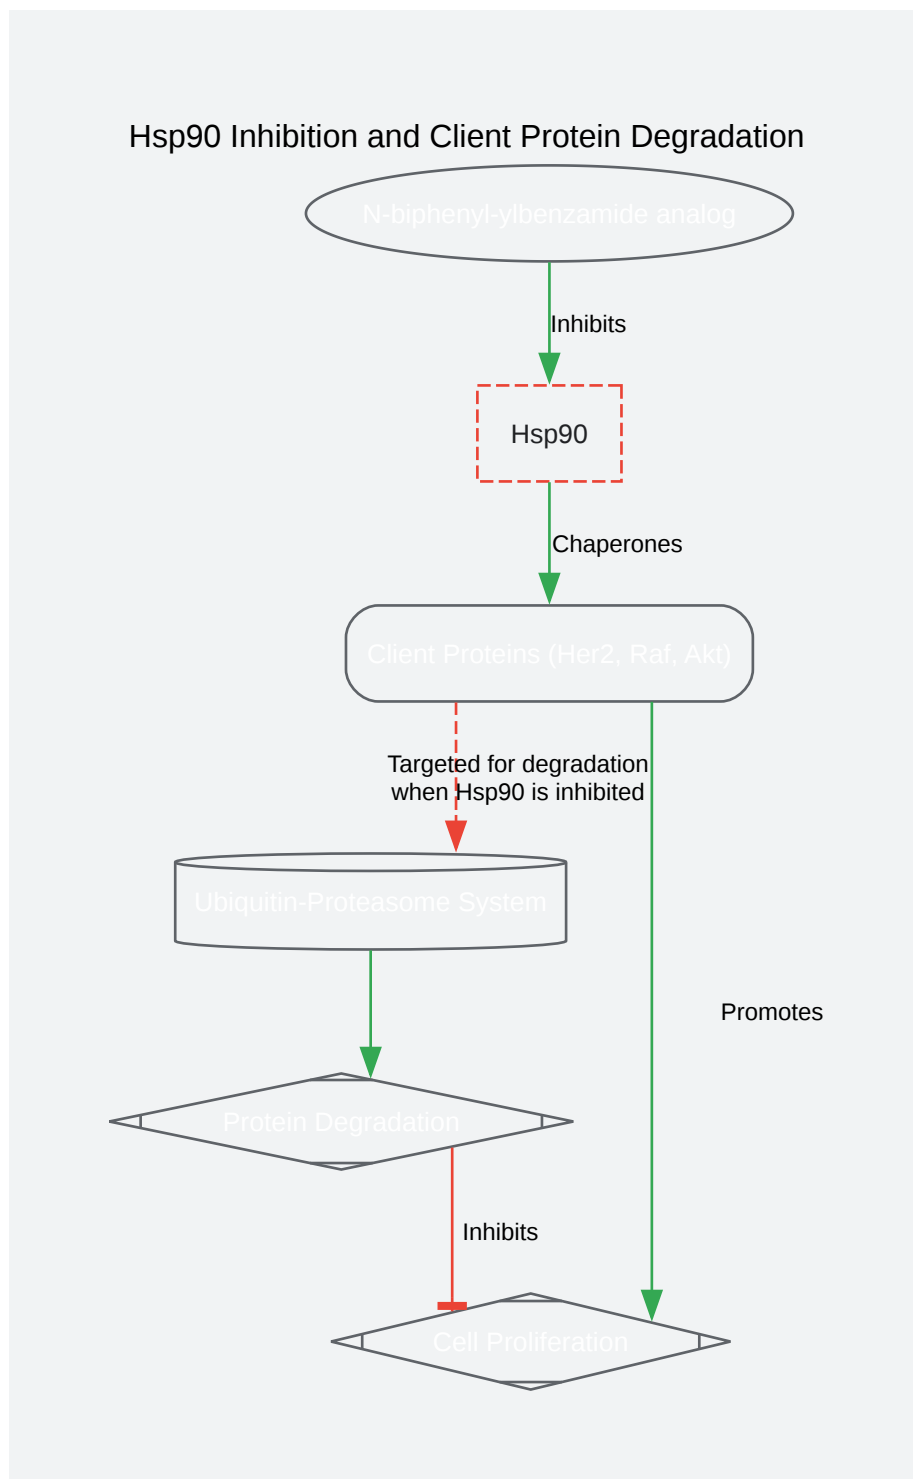 Hsp90 Inhibition and Client Protein Degradation
N-biphenyl-ylbenzamide analog
Inhibits
Hsp90
Chaperones
Client Proteins (Her2, Raf, Akt)
Targeted for degradation
when Hsp90 is inhibited
Ubiquitin-Proteasome System
Promotes
Protein Degradation
Inhibits
Cell Proliferation